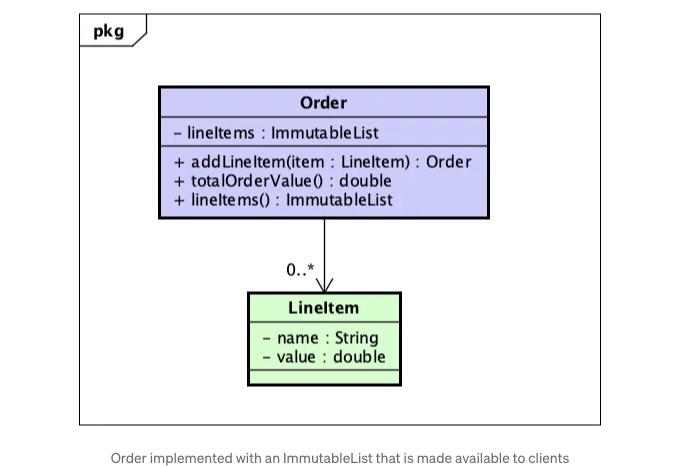 pkg
Order
- lineItems : ImmutableList
+ addLineItem(item : LineItem) : Order
+ totalOrderValue() : double
+ lineItems() : ImmutableList
0..*
LineItem
- name : String
- value : double
Order implemented with an ImmutableList that is made available to clients